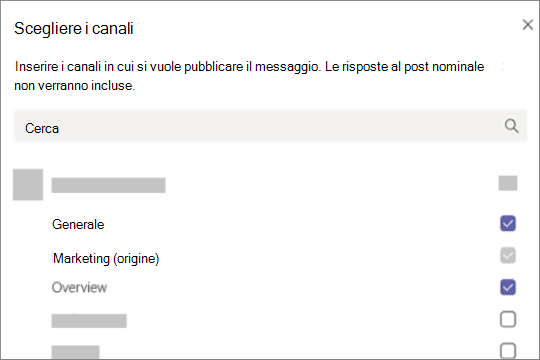 Scegliere i canali
Inserire i canali in cui si vuole pubblicare il messaggio. Le risposte al post nominale
non verranno incluse.
Cerca
Generale
Marketing (origine)
Overview